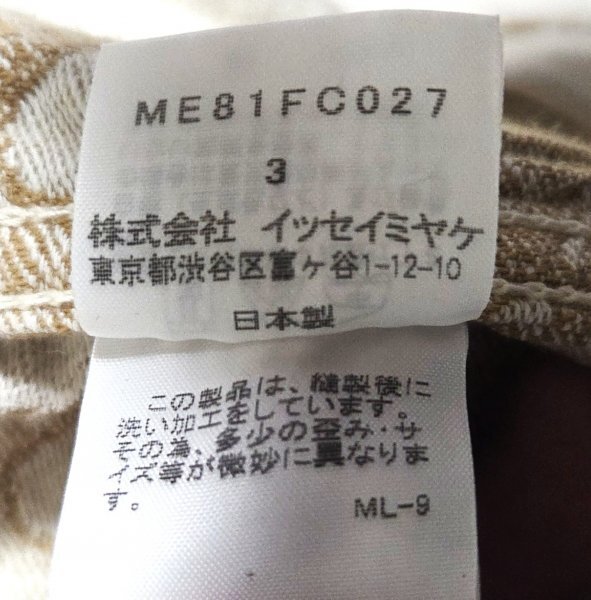 ME81FC027
3
株式会社 イッセイミヤケ
東京都渋谷区富ヶ谷1-12-10
日本製
この製品は、縫製後に
洗い加工をしています。
その為、多少の歪み・サ
イズ等が微妙に異なりま
す。
ML-9